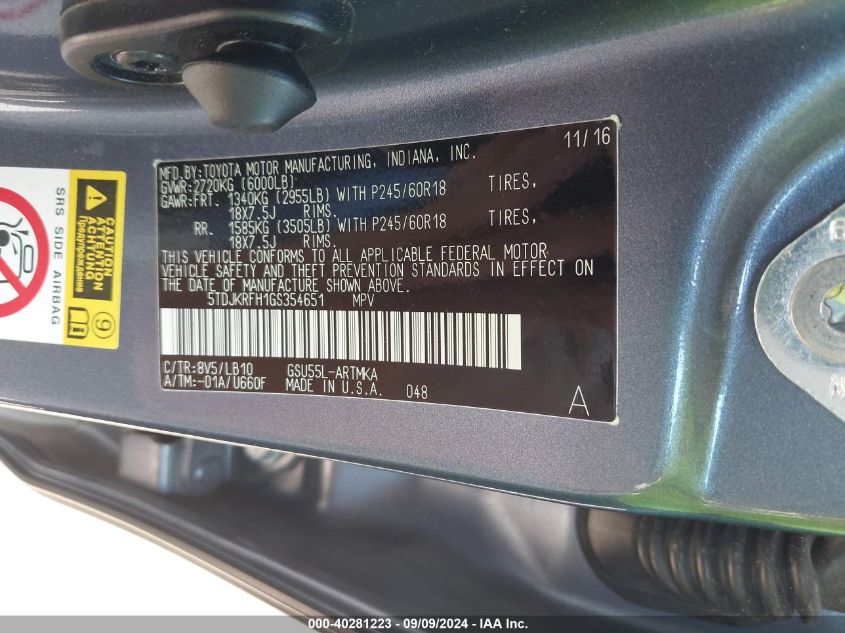 11/16
MFD.BY:TOYOTA MOTOR MANUFACTURING, INDIANA, INC.
GVWR:2720KG (6000LB)
GAWR:FRT. 1340KG (2955LB) WITH P245/60R18 TIRES,
18X7.5J RIMS.
RR. 1585KG (3505LB) WITH P245/60R18 TIRES,
18X7.5J RIMS.
THIS VEHICLE CONFORMS TO ALL APPLICABLE FEDERAL MOTOR
VEHICLE SAFETY AND THEFT PREVENTION STANDARDS IN EFFECT ON
THE DATE OF MANUFACTURE SHOWN ABOVE.
5TDJKRFH1GS354651 MPV
C/TR:8V5/LB10 GSU55L-ARTMKA
A/TM:-01A/U660F MADE IN U.S.A. 048
A
SRS SIDE AIRBAG
CAUTION
ATTENTION
ACHTUNG
Предупреждение
9
000-40281223 - 09/09/2024 - IAA Inc.